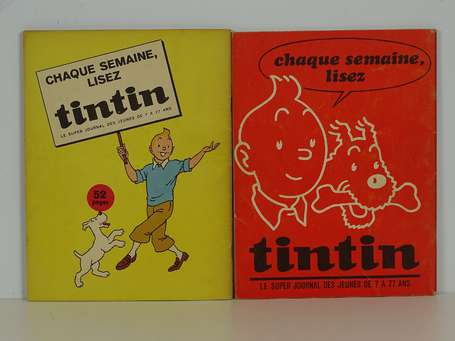 CHAQUE SEMAINE,
LISEZ
tintin
LE SUPER JOURNAL DES JEUNES DE 7 A 77 ANS
52
pages
chaque semaine,
lisez
tintin
LE SUPER JOURNAL DES JEUNES DE 7 A 77 ANS